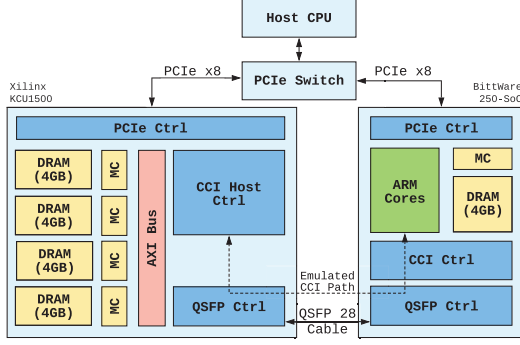 Host CPU
PCIe x8
PCIe Switch
PCIe x8
Xilinx
KCU1500
BittWare
250-SoC
PCIe Ctrl
DRAM
(4GB)
MC
DRAM
(4GB)
MC
DRAM
(4GB)
MC
DRAM
(4GB)
MC
AXI Bus
CCI Host
Ctrl
QSFP Ctrl
Emulated
CCI Path
QSFP 28
Cable
PCIe Ctrl
ARM
Cores
MC
DRAM
(4GB)
CCI Ctrl
QSFP Ctrl